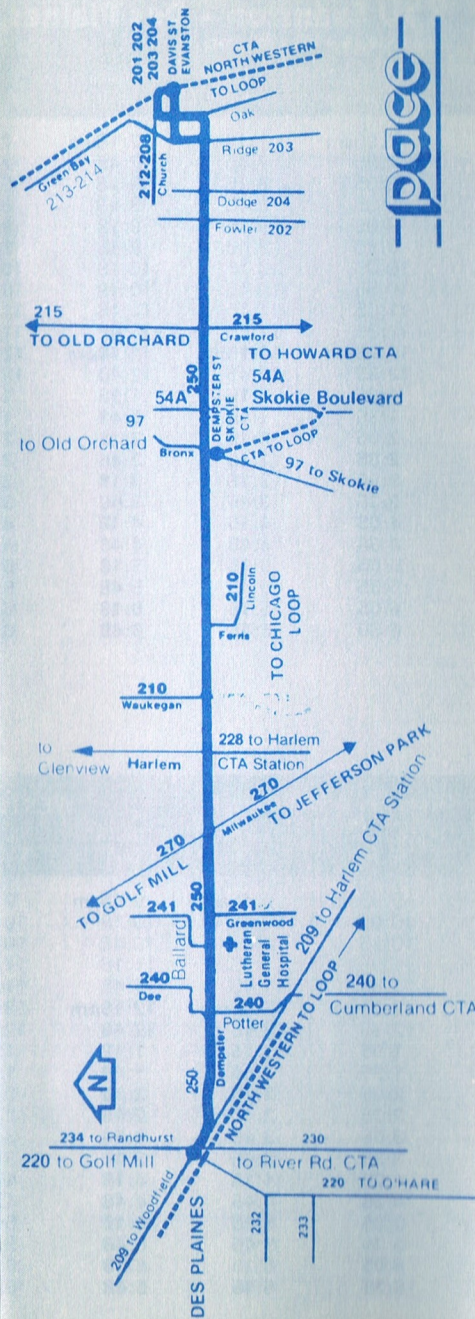 201 202
203 204
DAVIS ST
EVANSTON
CTA
NORTH WESTERN
TO LOOP
pace
Oak
Green Bay
213-214
212-208
Church
Ridge 203
Dodge 204
Fowler 202
215
215
TO OLD ORCHARD
Crawford
TO HOWARD CTA
250
54A
54A
DEMPSTER ST
SKOKIE
CTA
Skokie Boulevard
97
to Old Orchard
Bronx
CTA TO LOOP
97 to Skokie
210
Lincoln
Ferris
TO CHICAGO
LOOP
210
Waukegan
to
Glenview
Harlem
228 to Harlem
CTA Station
270
Milwaukee
TO JEFFERSON PARK
270
TO GOLF MILL
250
241
241
Greenwood
Ballard
Lutheran
General
Hospital
209 to Harlem CTA Station
240
Dee
240
Potter
240 to
Cumberland CTA
N
250
Dempster
NORTH WESTERN TO LOOP
234 to Randhurst
230
220 to Golf Mill
to River Rd. CTA
220 TO O'HARE
209 to Woodfield
232
233
DES PLAINES